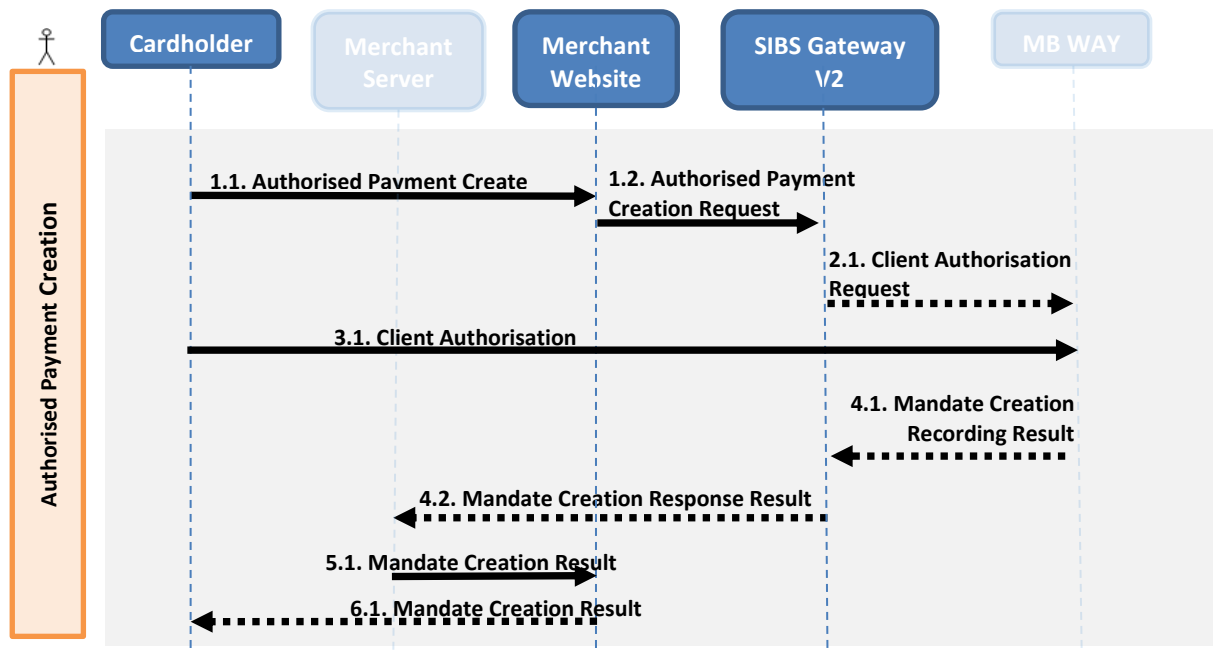 Cardholder
Merchant
Server
Merchant
Website
SIBS Gateway
V2
MB WAY
Authorised Payment Creation
1.1. Authorised Payment Create
1.2. Authorised Payment
Creation Request
2.1. Client Authorisation
Request
3.1. Client Authorisation
4.1. Mandate Creation
Recording Result
4.2. Mandate Creation Response Result
5.1. Mandate Creation Result
6.1. Mandate Creation Result